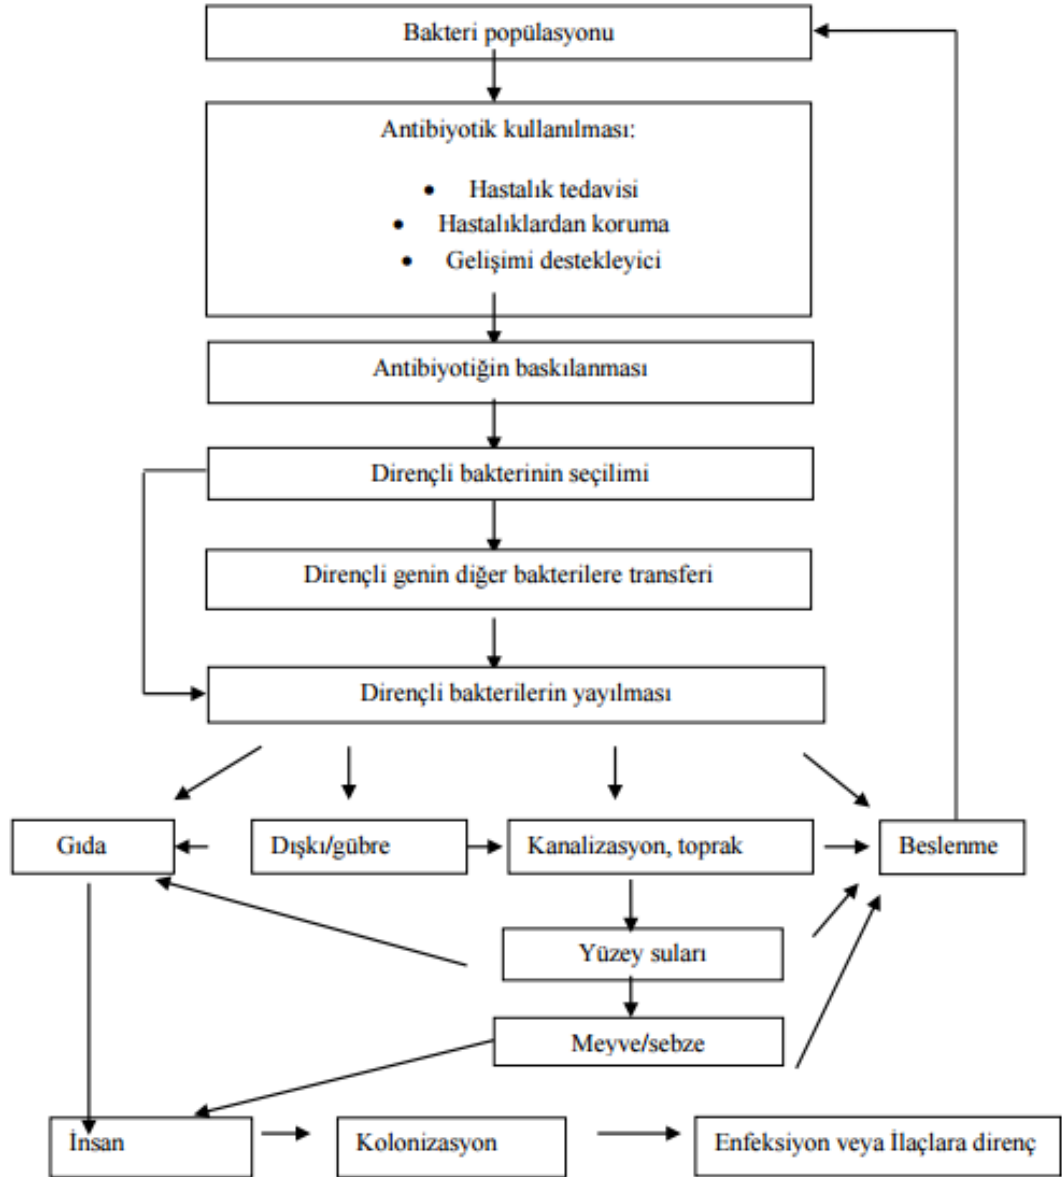 Bakteri popülasyonu
Antibiyotik kullanılması:
• Hastalık tedavisi
• Hastalıklardan koruma
• Gelişimi destekleyici
Antibiyotiğin baskılanması
Dirençli bakterinin seçilimi
Dirençli genin diğer bakterilere transferi
Dirençli bakterilerin yayılması
Gıda
Dışkı/gübre
Kanalizasyon, toprak
Beslenme
Yüzey suları
Meyve/sebze
İnsan
Kolonizasyon
Enfeksiyon veya İlaçlara direnç